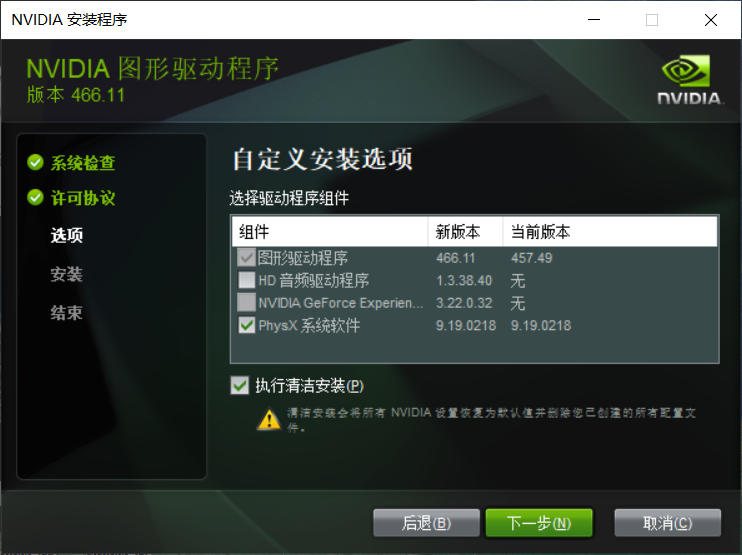 NVIDIA 安装程序
NVIDIA 图形驱动程序
版本 466.11
NVIDIA.
系统检查
许可协议
选项
安装
结束
自定义安装选项
选择驱动程序组件
组件 新版本 当前版本
图形驱动程序 466.11 457.49
HD 音频驱动程序 1.3.38.40 无
NVIDIA GeForce Experien... 3.22.0.32 无
PhysX 系统软件 9.19.0218 9.19.0218
执行清洁安装(P)
清洁安装会将所有 NVIDIA 设置恢复为默认值并删除您已创建的所有配置文
件。
后退(B) 下一步(N) 取消(C)